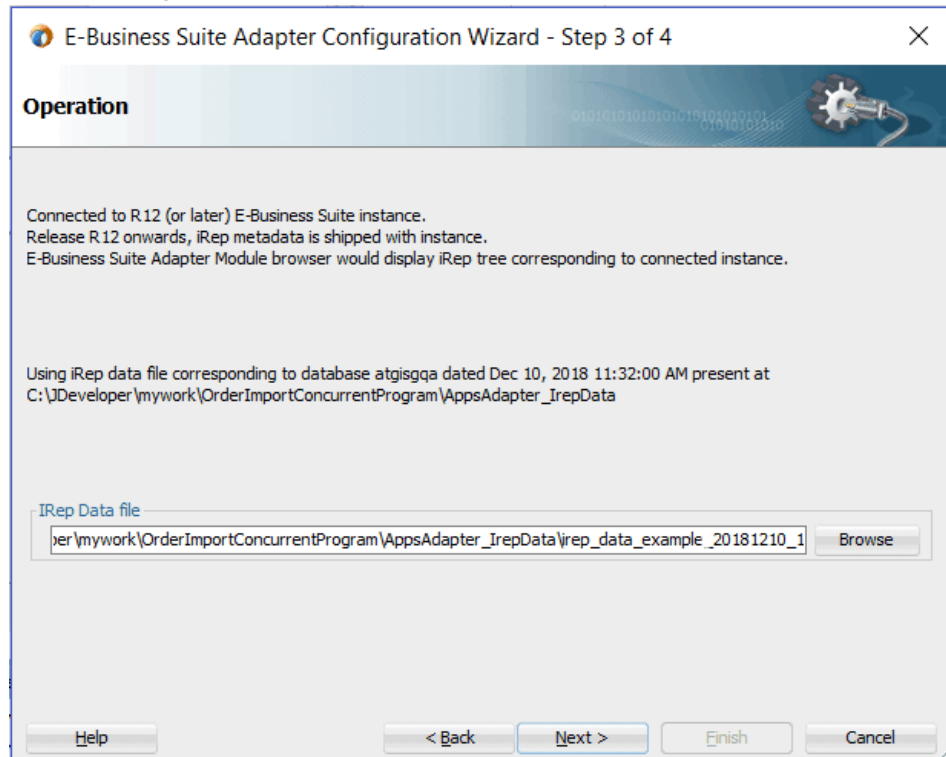 E-Business Suite Adapter Configuration Wizard - Step 3 of 4
Operation
Connected to R12 (or later) E-Business Suite instance.
Release R12 onwards, iRep metadata is shipped with instance.
E-Business Suite Adapter Module browser would display iRep tree corresponding to connected instance.
Using iRep data file corresponding to database atgisgqa dated Dec 10, 2018 11:32:00 AM present at
C:\JDeveloper\mywork\OrderImportConcurrentProgram\AppsAdapter_IrepData
IRep Data file
er\mywork\OrderImportConcurrentProgram\AppsAdapter_IrepData\irep_data_example_20181210_1 Browse
Help < Back Next > Finish Cancel